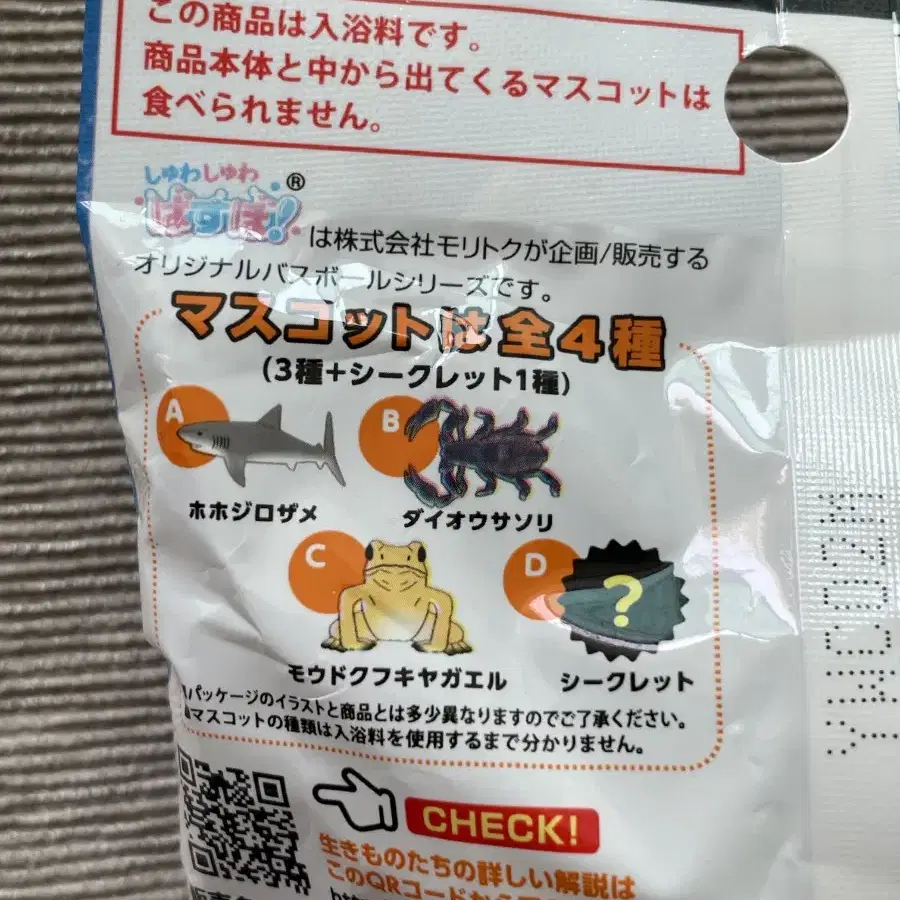 この商品は入浴料です。
商品本体と中から出てくるマスコットは
食べられません。
しゅわしゅわ
ばすぼ! ®
は株式会社モリトクが企画/販売する
オリジナルバスボールシリーズです。
マスコットは全4種
(3種+シークレット1種)
A
ホホジロザメ
B
ダイオウサソリ
C
モウドクフキヤガエル
D
?
シークレット
パッケージのイラストと商品とは多少異なりますのでご了承ください。
マスコットの種類は入浴料を使用するまで分かりません。
CHECK!
生きものたちの詳しい解説は
このQRコードから